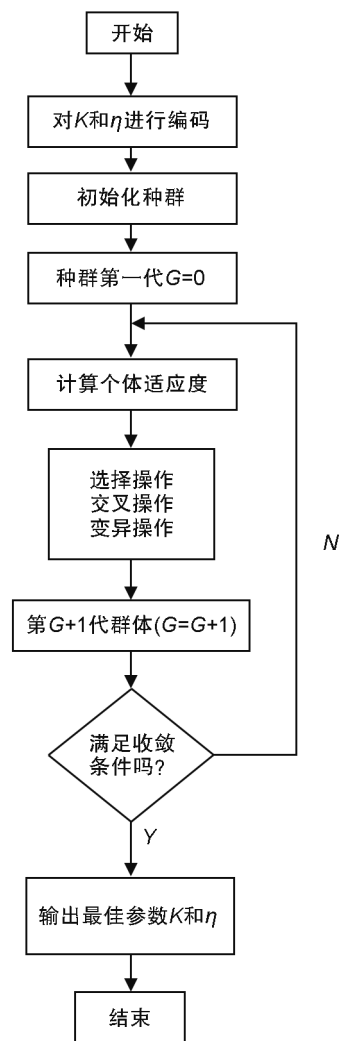 开始
对K和η进行编码
初始化种群
种群第一代G=0
计算个体适应度
选择操作
交叉操作
变异操作
N
第G+1代群体(G=G+1)
满足收敛
条件吗?
Y
输出最佳参数K和η
结束